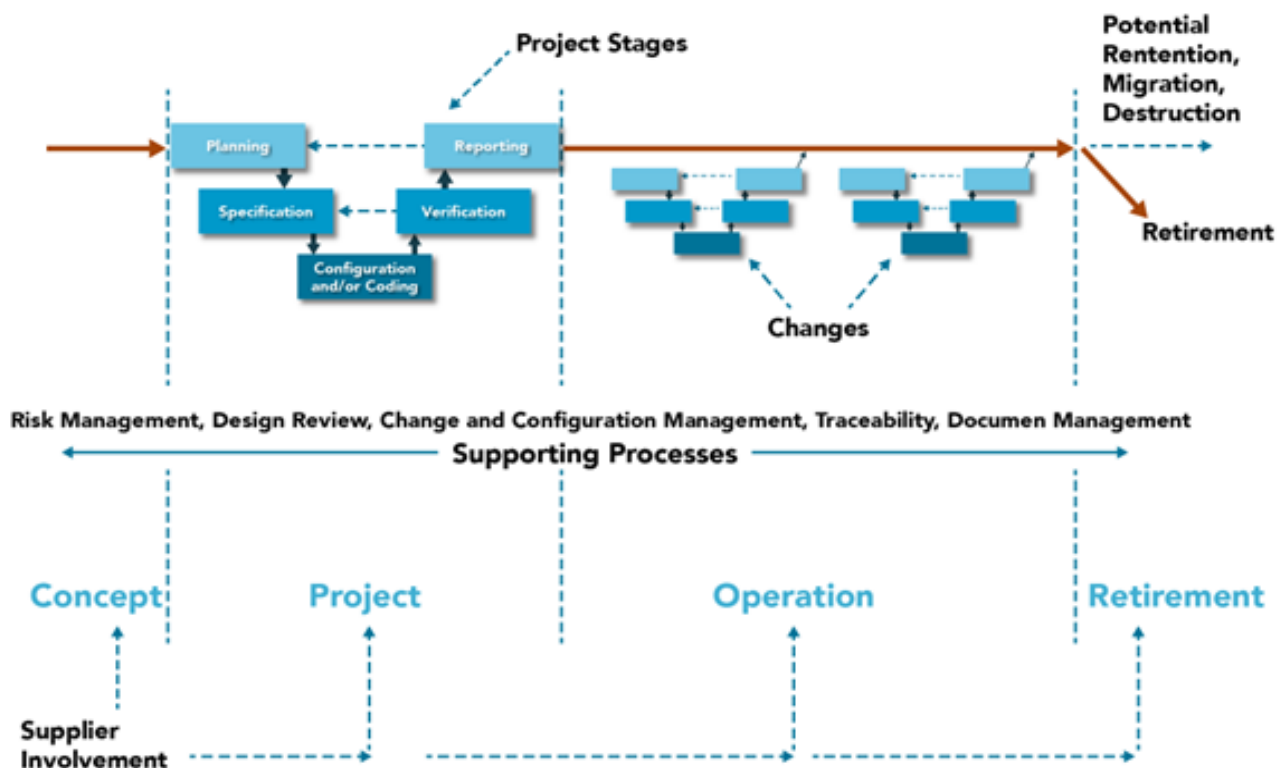 Project Stages
Potential
Rentention,
Migration,
Destruction
Planning
Reporting
Specification
Verification
Configuration
and/or Coding
Retirement
Changes
Risk Management, Design Review, Change and Configuration Management, Traceability, Documen Management
Supporting Processes
Concept
Project
Operation
Retirement
Supplier
Involvement